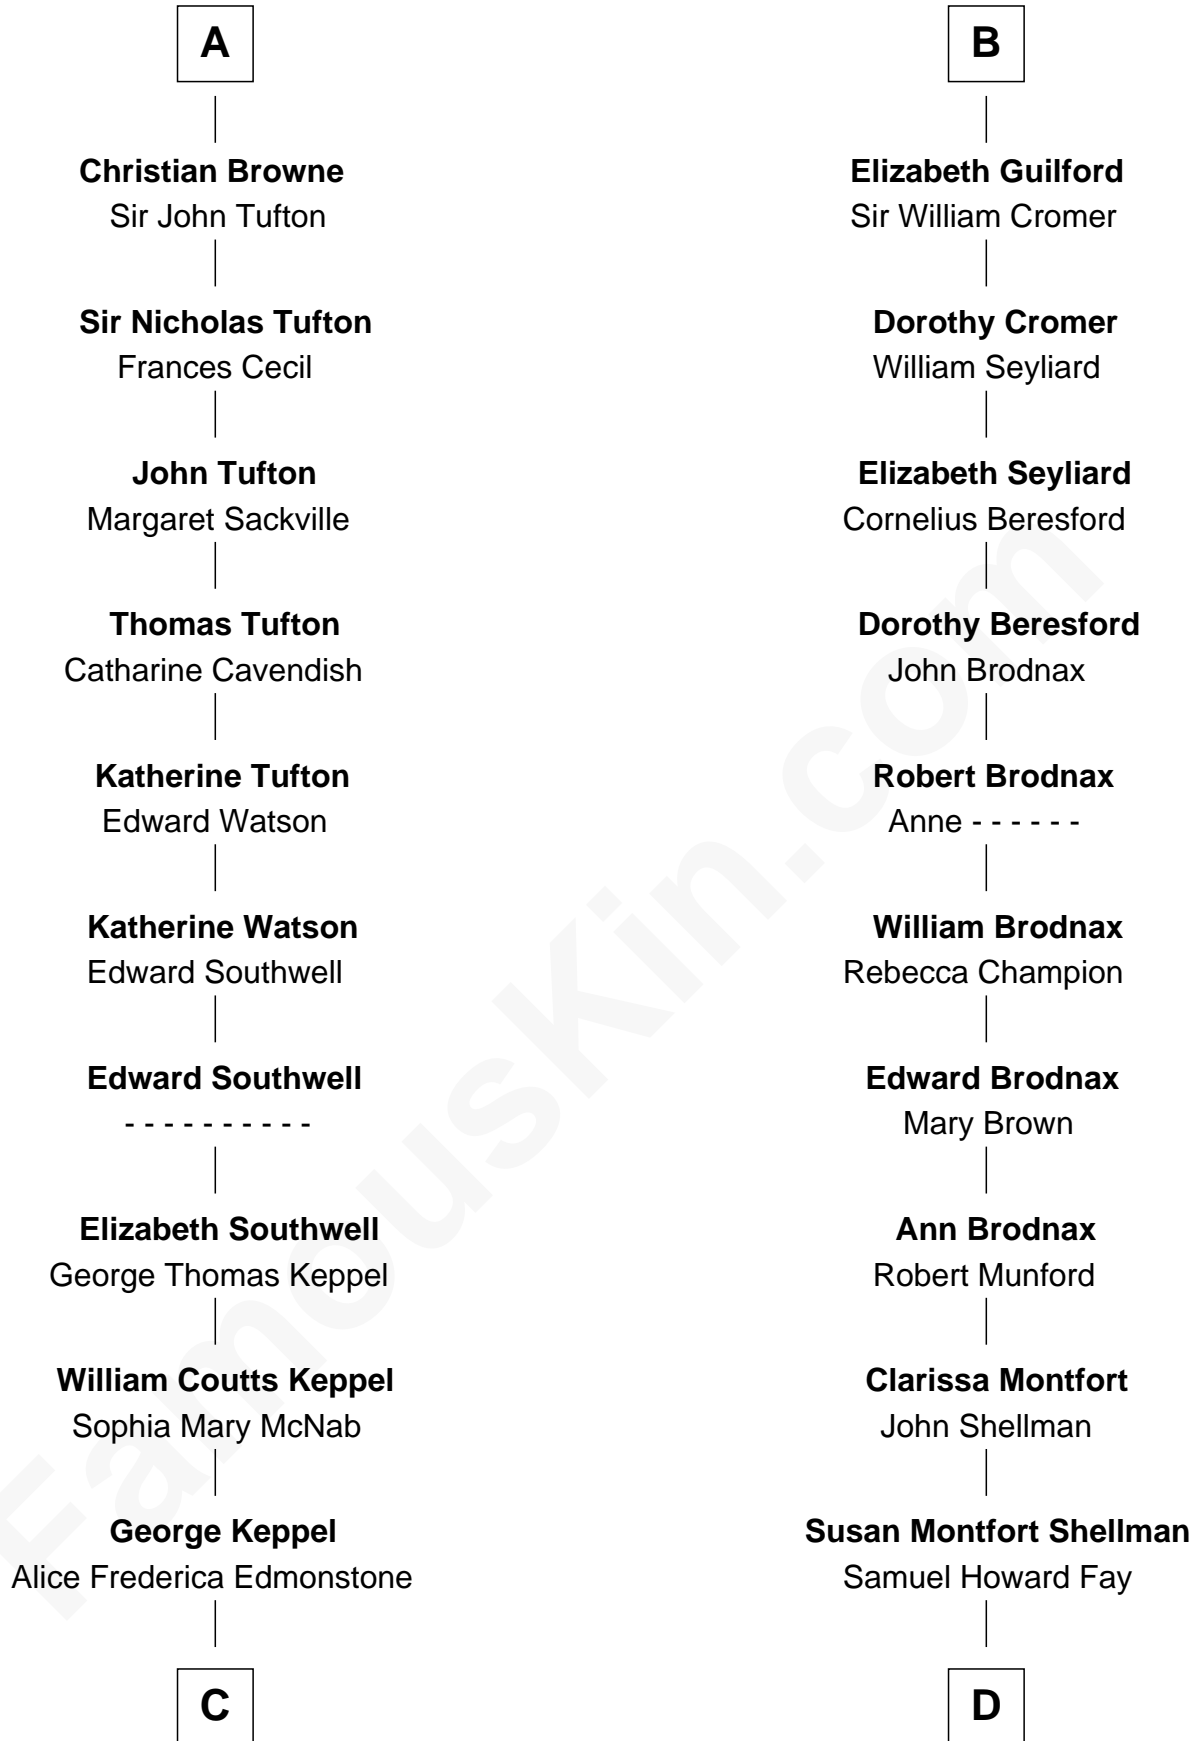 A
Christian Browne
Sir John Tufton
Sir Nicholas Tufton
Frances Cecil
John Tufton
Margaret Sackville
Thomas Tufton
Catharine Cavendish
Katherine Tufton
Edward Watson
Katherine Watson
Edward Southwell
Edward Southwell
- - - - - - - - - -
Elizabeth Southwell
George Thomas Keppel
William Coutts Keppel
Sophia Mary McNab
George Keppel
Alice Frederica Edmonstone
C
B
Elizabeth Guilford
Sir William Cromer
Dorothy Cromer
William Seyliard
Elizabeth Seyliard
Cornelius Beresford
Dorothy Beresford
John Brodnax
Robert Brodnax
Anne - - - - - -
William Brodnax
Rebecca Champion
Edward Brodnax
Mary Brown
Ann Brodnax
Robert Munford
Clarissa Montfort
John Shellman
Susan Montfort Shellman
Samuel Howard Fay
D
FamousKin.com